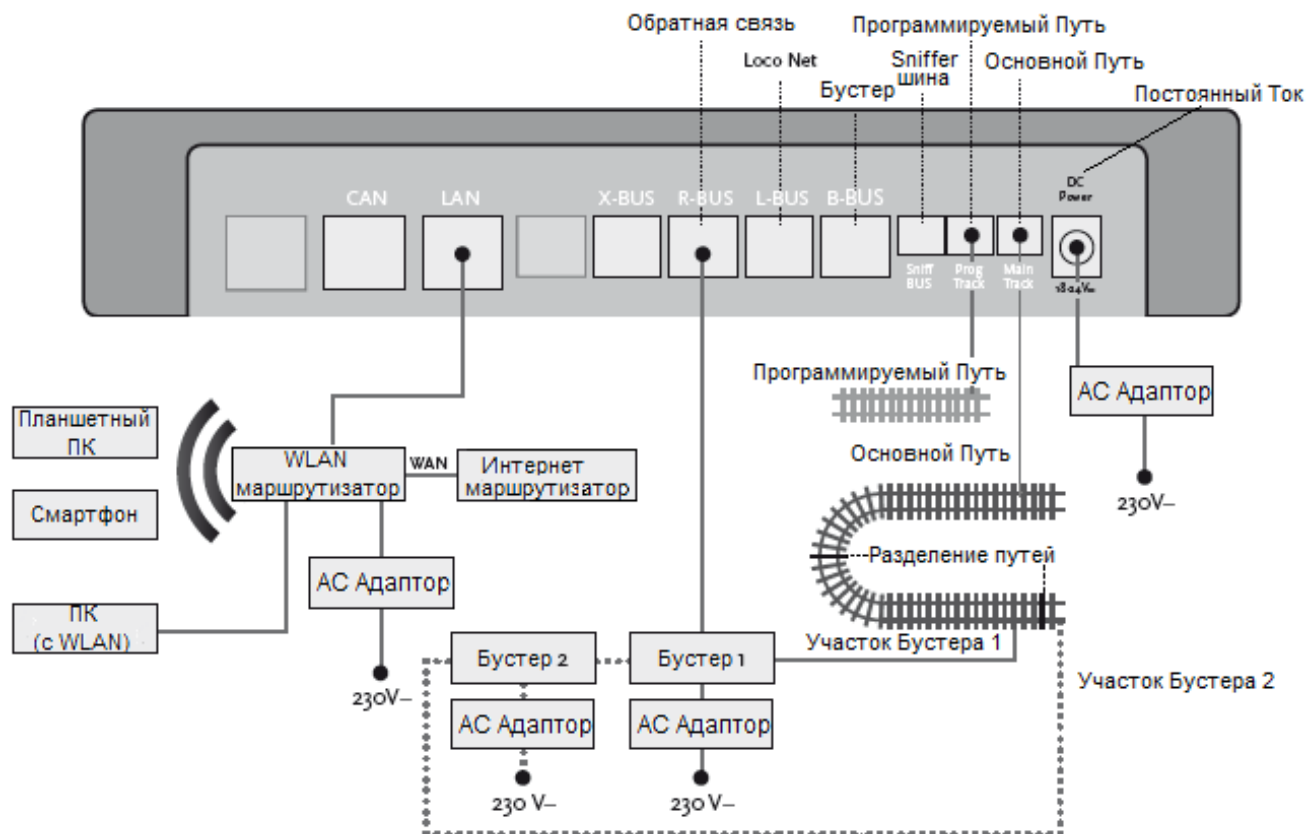 Обратная связь
Программируемый Путь
Loco Net
Sniffer
шина
Основной Путь
Бустер
Постоянный Ток
CAN
LAN
X-BUS
R-BUS
L-BUS
B-BUS
DC
Power
Sniff
BUS
Prog
Track
Main
Track
Программируемый Путь
АС Адаптор
Планшетный
ПК
WLAN
маршрутизатор
WAN
Интернет
маршрутизатор
Основной Путь
230V–
Смартфон
Разделение путей
АС Адаптор
ПК
(с WLAN)
Участок Бустера 1
Бустер 2
Бустер 1
Участок Бустера 2
230V–
АС Адаптор
АС Адаптор
230 V–
230 V–